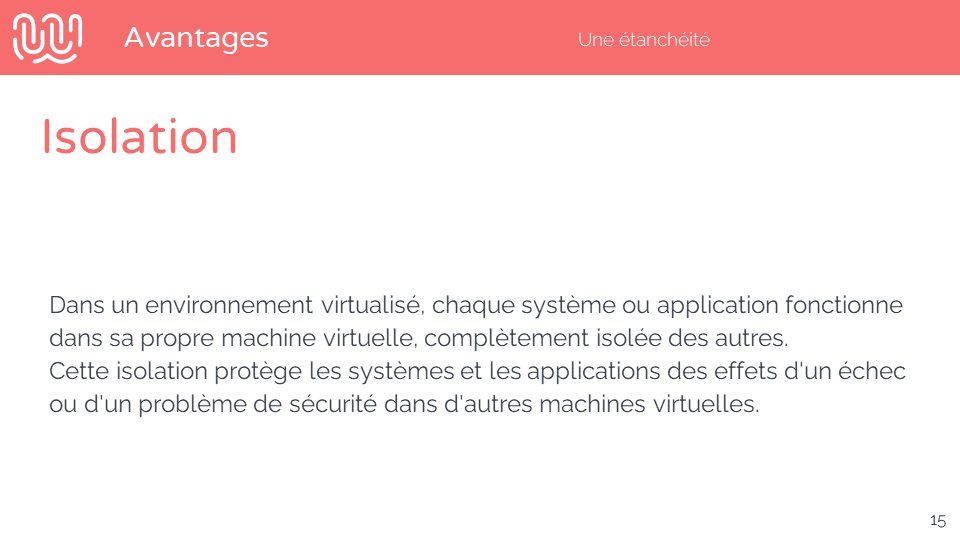 Avantages
Une étanchéité
Isolation
Dans un environnement virtualisé, chaque système ou application fonctionne
dans sa propre machine virtuelle, complètement isolée des autres.
Cette isolation protège les systèmes et les applications des effets d'un échec
ou d'un problème de sécurité dans d'autres machines virtuelles.
15